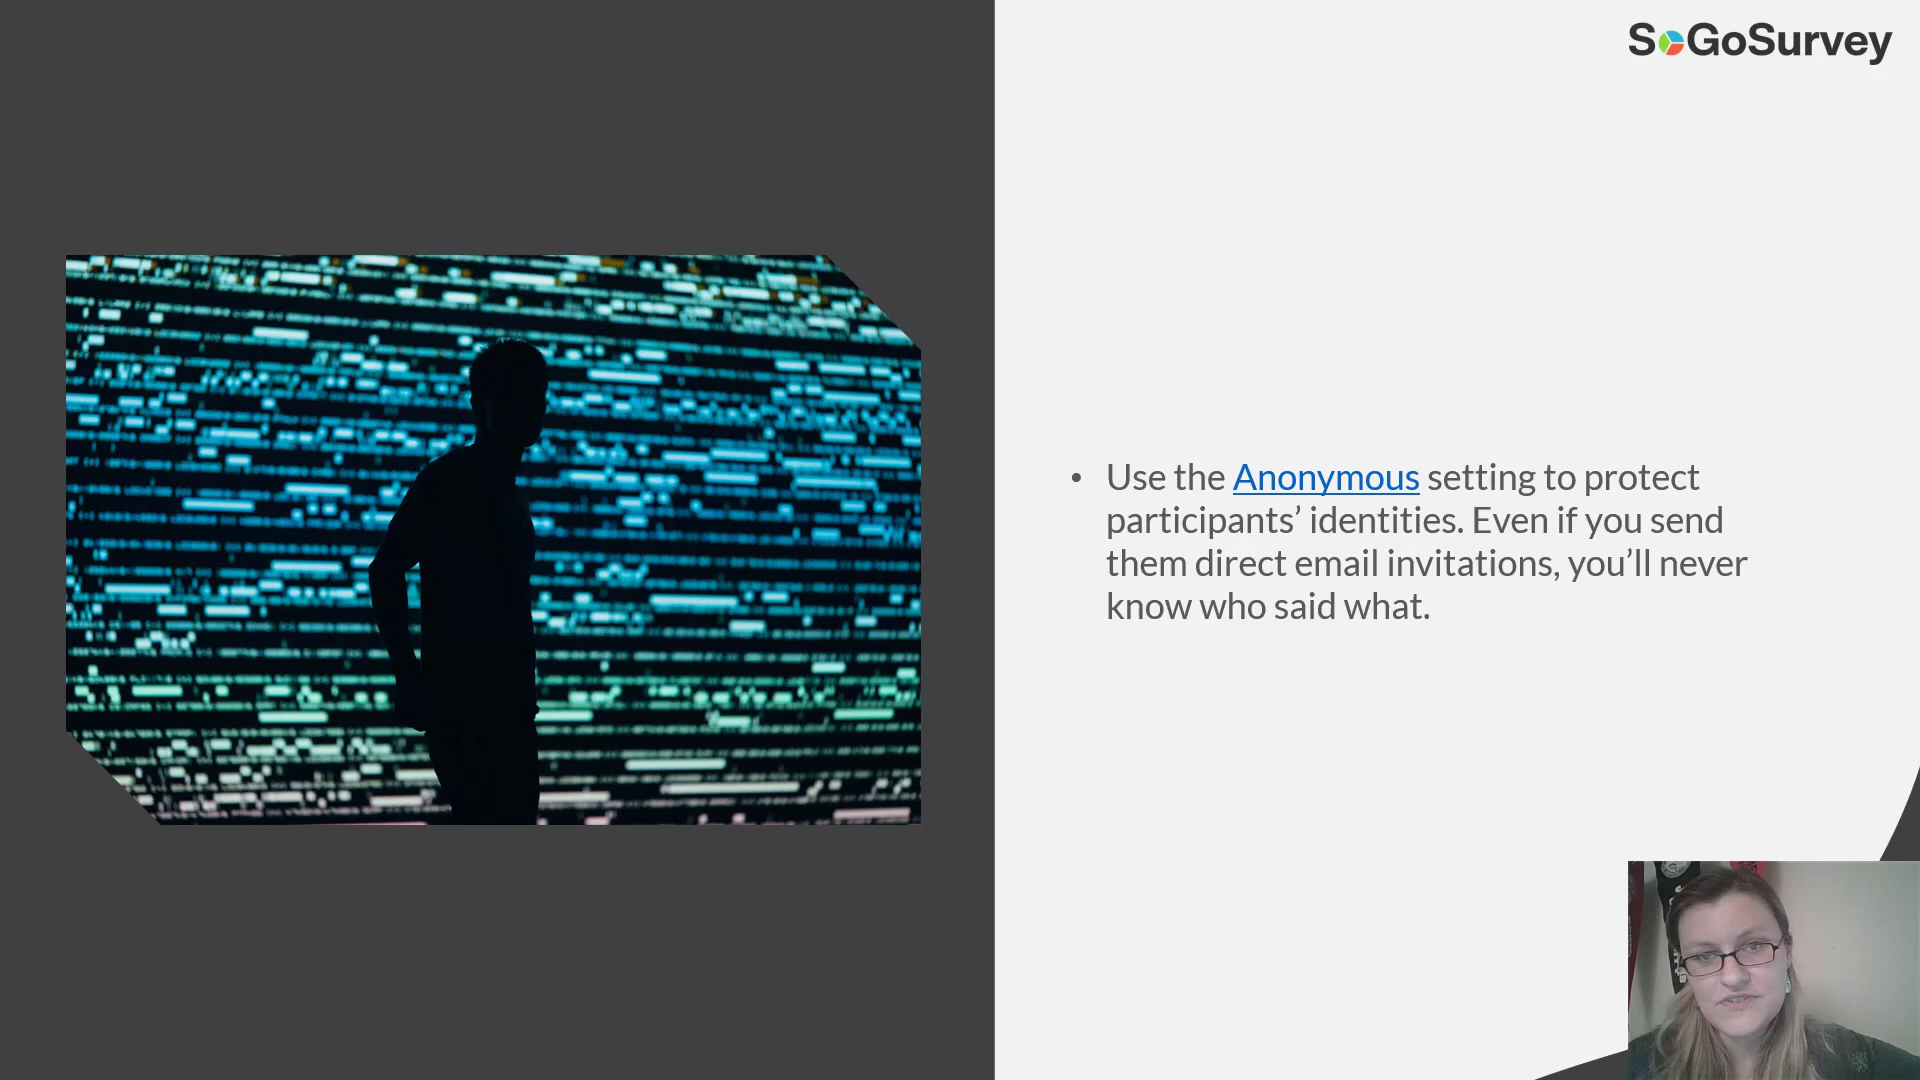 SoGoSurvey
• Use the Anonymous setting to protect
participants’ identities. Even if you send
them direct email invitations, you’ll never
know who said what.